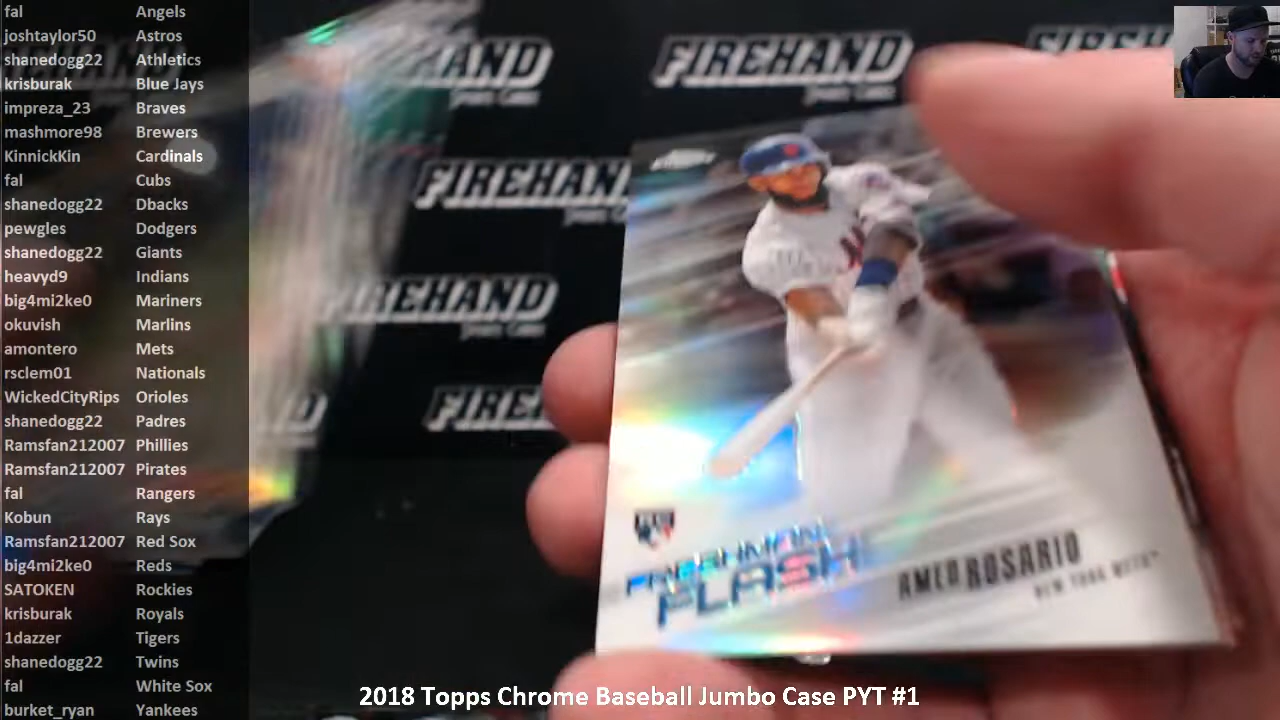 fal Angels
joshtaylor50 Astros
shanedogg22 Athletics
krisburak Blue Jays
impreza_23 Braves
mashmore98 Brewers
KinnickKin Cardinals
fal Cubs
shanedogg22 Dbacks
pewgles Dodgers
shanedogg22 Giants
heavyd9 Indians
big4mi2ke0 Mariners
okuvish Marlins
amontero Mets
rsclem01 Nationals
WickedCityRips Orioles
shanedogg22 Padres
Ramsfan212007 Phillies
Ramsfan212007 Pirates
fal Rangers
Kobun Rays
Ramsfan212007 Red Sox
big4mi2ke0 Reds
SATOKEN Rockies
krisburak Royals
1dazzer Tigers
shanedogg22 Twins
fal White Sox
burket_ryan Yankees
FIREHAND
FIREHAND
FRESHMAN
FLASH
AMED ROSARIO
NEW YORK METS
2018 Topps Chrome Baseball Jumbo Case PYT #1